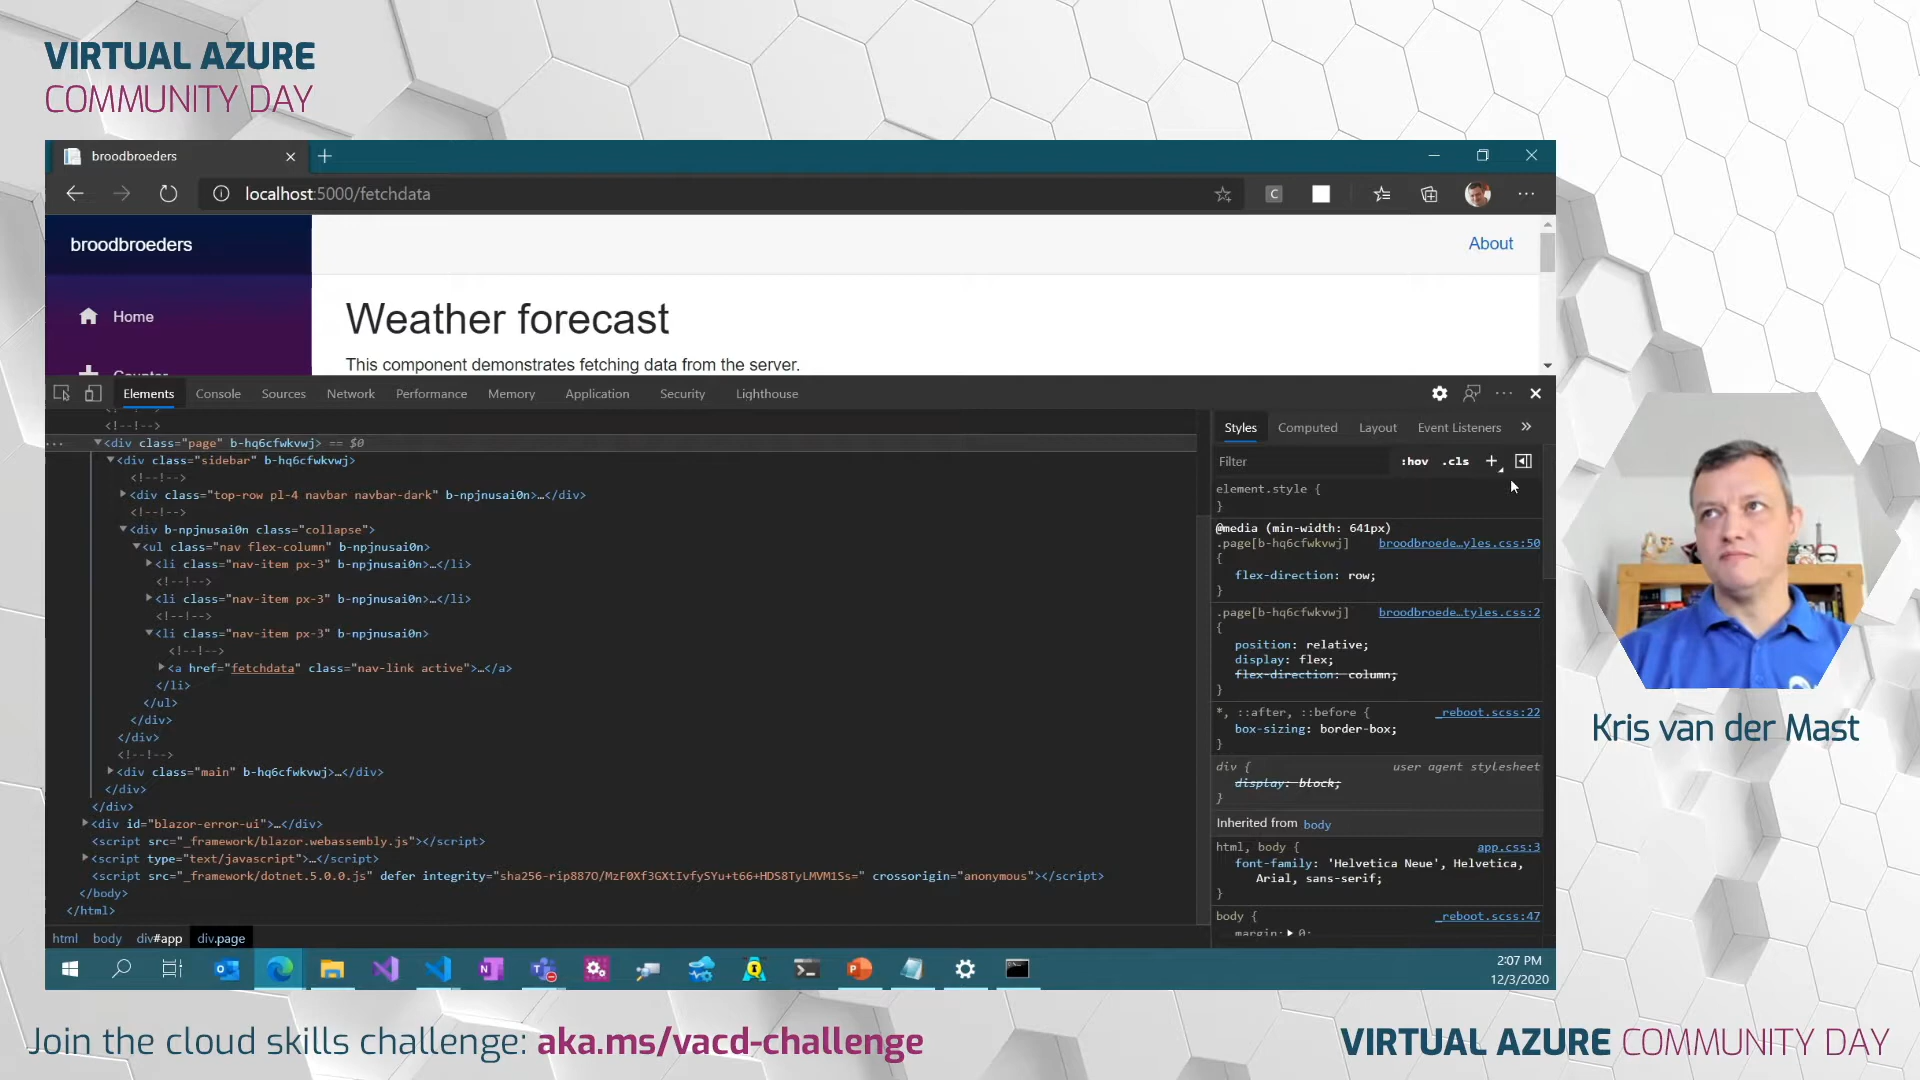 VIRTUAL AZURE
COMMUNITY DAY
broodbroeders
localhost:5000/fetchdata
broodbroeders
About
Home
Weather forecast
This component demonstrates fetching data from the server.
Counter
Elements Console Sources Network Performance Memory Application Security Lighthouse
<!--!-->
<div class="page" b-hq6cfwkvwj> == $0
<div class="sidebar" b-hq6cfwkvwj>
<!--!-->
<div class="top-row pl-4 navbar navbar-dark" b-npjnusai0n>…</div>
<!--!-->
<div b-npjnusai0n class="collapse">
<ul class="nav flex-column" b-npjnusai0n>
<li class="nav-item px-3" b-npjnusai0n>…</li>
<!--!-->
<li class="nav-item px-3" b-npjnusai0n>…</li>
<!--!-->
<li class="nav-item px-3" b-npjnusai0n>
<!--!-->
<a href="fetchdata" class="nav-link active">…</a>
</li>
</ul>
</div>
</div>
<!--!-->
<div class="main" b-hq6cfwkvwj>…</div>
</div>
</div>
<div id="blazor-error-ui">…</div>
<script src="_framework/blazor.webassembly.js"></script>
<script type="text/javascript">…</script>
<script src="_framework/dotnet.5.0.0.js" defer integrity="sha256-rip887O/MzF0Xf3GXtIvfySYu+t66+HDS8TyLMVM1Ss=" crossorigin="anonymous"></script>
</body>
</html>
html body div#app div.page
Styles Computed Layout Event Listeners
Filter :hov .cls
element.style {
}
@media (min-width: 641px)
.page[b-hq6cfwkvwj] broodbroede…yles.css:50
{
flex-direction: row;
}
.page[b-hq6cfwkvwj] broodbroede…tyles.css:2
{
position: relative;
display: flex;
flex-direction: column;
}
*, ::after, ::before { _reboot.scss:22
box-sizing: border-box;
}
div { user agent stylesheet
display: block;
}
Inherited from body
html, body { app.css:3
font-family: 'Helvetica Neue', Helvetica,
Arial, sans-serif;
}
body { _reboot.scss:47
margin: 0;
2:07 PM
12/3/2020
Kris van der Mast
Join the cloud skills challenge: aka.ms/vacd-challenge
VIRTUAL AZURE COMMUNITY DAY